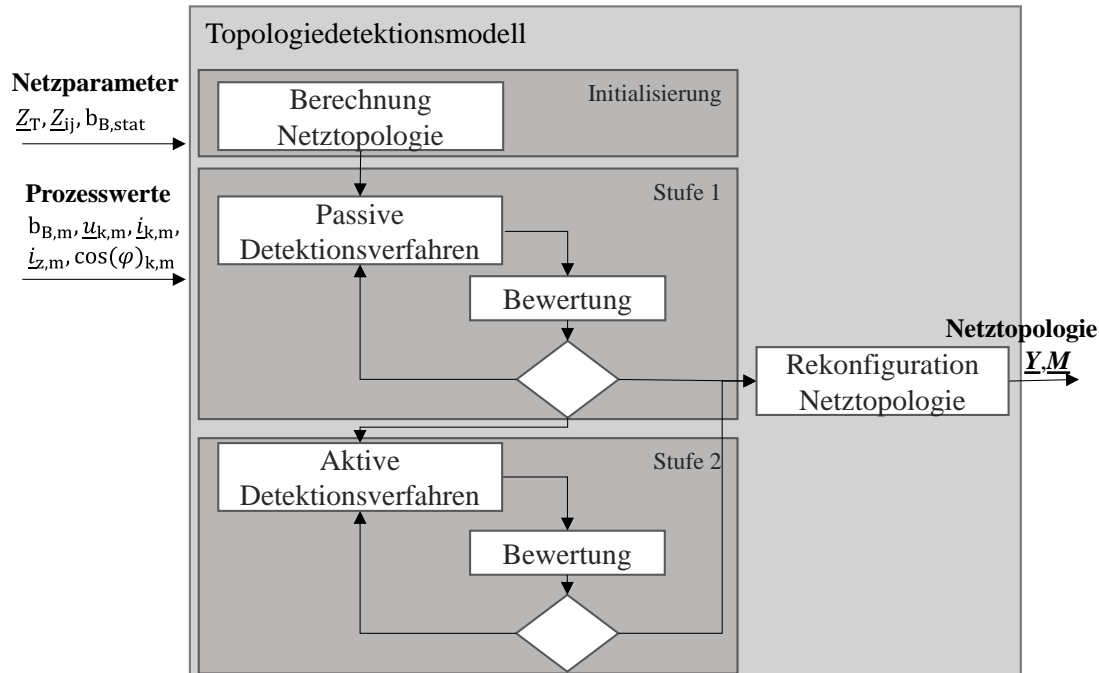 Topologiedetektionsmodell
Netzparameter
Z_T, Z_ij, b_B,stat
Initialisierung
Berechnung
Netztopologie
Prozesswerte
b_B,m, u_k,m, i_k,m,
i_z,m, cos(φ)_k,m
Stufe 1
Passive
Detektionsverfahren
Bewertung
Rekonfiguration
Netztopologie
Netztopologie
Y,M
Stufe 2
Aktive
Detektionsverfahren
Bewertung